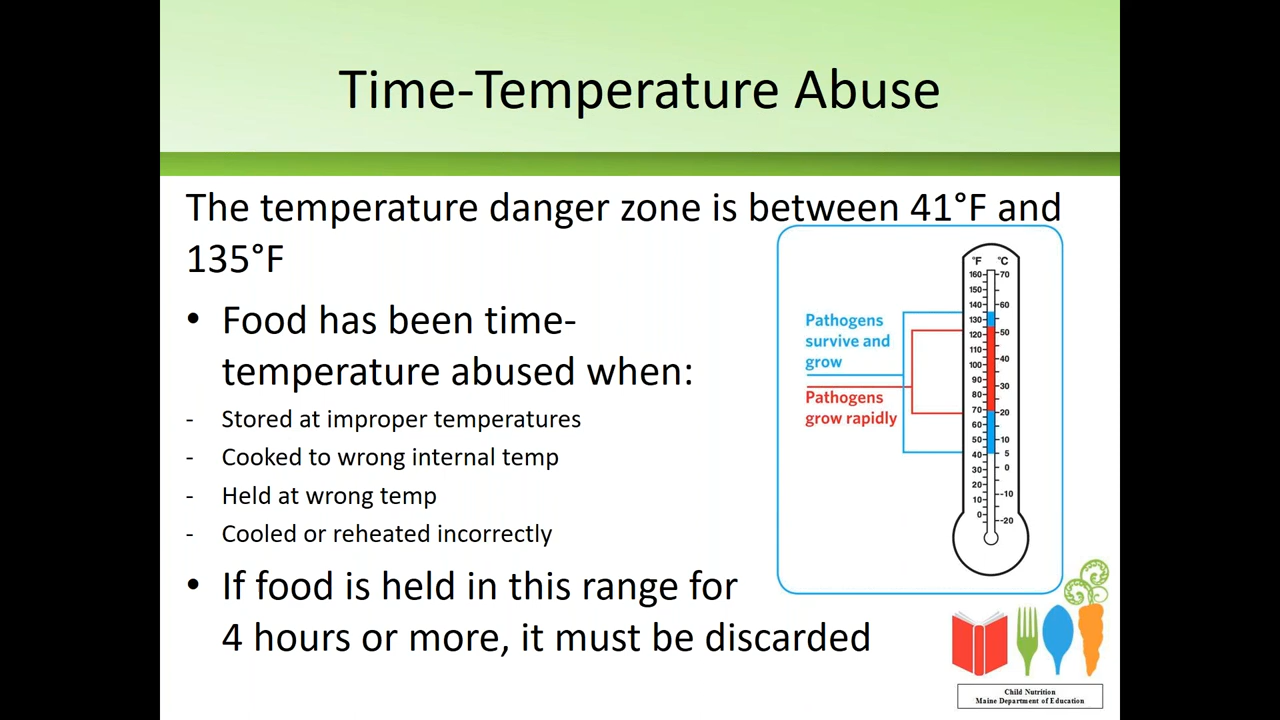 Time-Temperature Abuse
The temperature danger zone is between 41°F and
135°F
• Food has been time-
temperature abused when:
- Stored at improper temperatures
- Cooked to wrong internal temp
- Held at wrong temp
- Cooled or reheated incorrectly
• If food is held in this range for
4 hours or more, it must be discarded
Pathogens
survive and
grow
Pathogens
grow rapidly
°F °C
160 70
150
140 60
130
120 50
110
100 40
90
80 30
70 20
60
50 10
40 5
30 0
20
10 -10
0
-20
Child Nutrition
Maine Department of Education